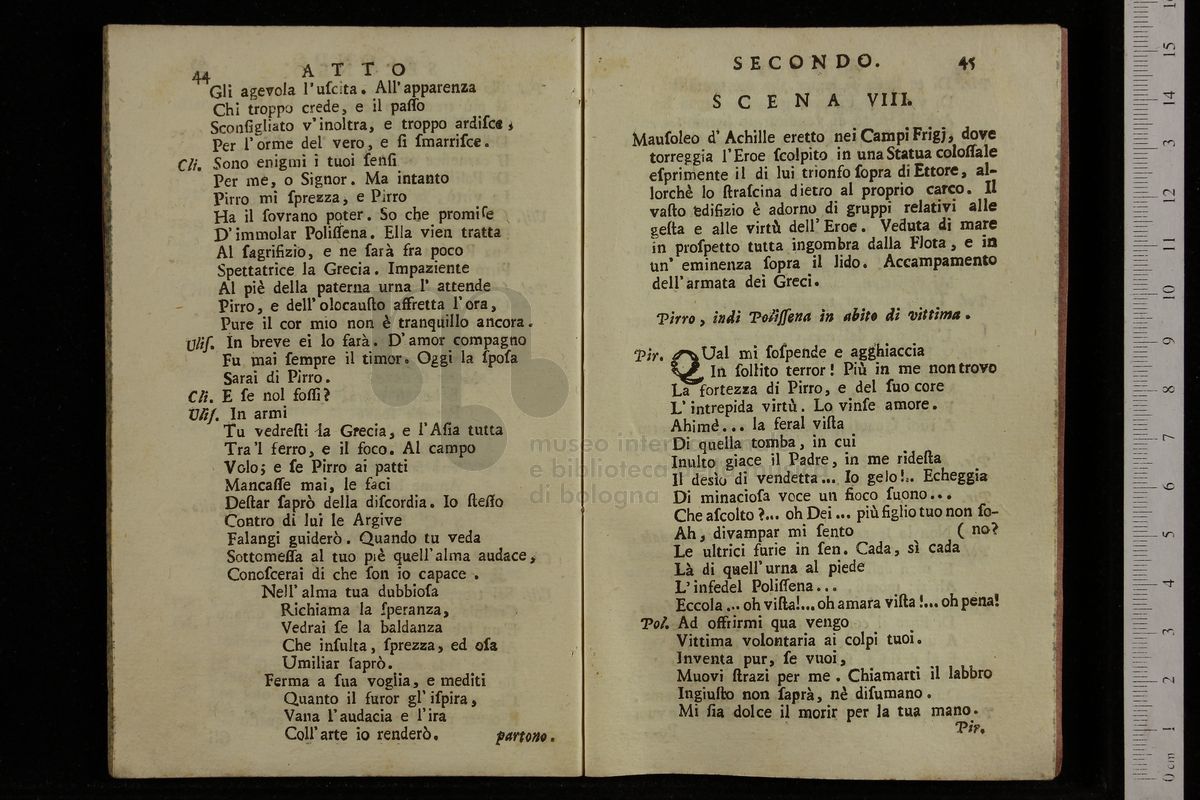 44 ATTO
Gli agevola l'uſcita. All'apparenza
Chi troppo crede, e il paſſo
Sconſigliato v'inoltra, e troppo ardiſce,
Per l'orme del vero, e ſi ſmarriſce.
Cli. Sono enigmi i tuoi ſenſi
Per me, o Signor. Ma intanto
Pirro mi ſprezza, e Pirro
Ha il ſovrano poter. So che promiſe
D'immolar Poliſſena. Ella vien tratta
Al ſagrifizio, e ne ſarà fra poco
Spettatrice la Grecia. Impaziente
Al piè della paterna urna l' attende
Pirro, e dell'olocauſto affretta l'ora,
Pure il cor mio non è tranquillo ancora.
Uliſ. In breve ei lo farà. D'amor compagno
Fu mai ſempre il timor. Oggi la ſpoſa
Sarai di Pirro.
Cli. E ſe nol foſſi?
Uliſ. In armi
Tu vedreſti la Grecia, e l'Aſia tutta
Tra'l ferro, e il foco. Al campo
Volo; e ſe Pirro ai patti
Mancaſſe mai, le faci
Deſtar ſaprò della diſcordia. Io ſteſſo
Contro di lui le Argive
Falangi guiderò. Quando tu veda
Sottomeſſa al tuo piè quell'alma audace,
Conoſcerai di che ſon io capace.
Nell'alma tua dubbioſa
Richiama la ſperanza,
Vedrai ſe la baldanza
Che inſulta, ſprezza, ed oſa
Umiliar ſaprò.
Ferma a ſua voglia, e mediti
Quanto il furor gl'iſpira,
Vana l'audacia e l'ira
Coll'arte io renderò. partono.
SECONDO. 45
SCENA VIII.
Mauſoleo d' Achille eretto nei Campi Frigj, dove
torreggia l'Eroe ſcolpito in una Statua coloſſale
eſprimente il di lui trionfo ſopra di Ettore, al-
lorchè lo ſtraſcina dietro al proprio carco. Il
vaſto edifizio è adorno di gruppi relativi alle
geſta e alle virtù dell'Eroe. Veduta di mare
in proſpetto tutta ingombra dalla Flota, e in
un' eminenza ſopra il lido. Accampamento
dell'armata dei Greci.
Pirro, indi Poliſſena in abito di vittima.
Pir. QUal mi ſoſpende e agghiaccia
In ſollito terror! Più in me non trovo
La fortezza di Pirro, e del ſuo core
L'intrepida virtù. Lo vinſe amore.
Ahimè... la feral viſta
Di quella tomba, in cui
Inulto giace il Padre, in me rideſta
Il deſio di vendetta... Io gelo!.. Echeggia
Di minacioſa voce un fioco ſuono...
Che aſcolto?... oh Dei... più figlio tuo non ſo-
Ah, divampar mi ſento ( no?
Le ultrici furie in ſen. Cada, sì cada
Là di quell'urna al piede
L'infedel Poliſſena...
Eccola... oh viſta!... oh amara viſta!... oh pena!
Pol. Ad offrirmi qua vengo
Vittima volontaria ai colpi tuoi.
Inventa pur, ſe vuoi,
Muovi ſtrazi per me. Chiamarti il labbro
Ingiuſto non ſaprà, nè diſumano.
Mi ſia dolce il morir per la tua mano.
Pir.
museo
e biblioteca
di bologna